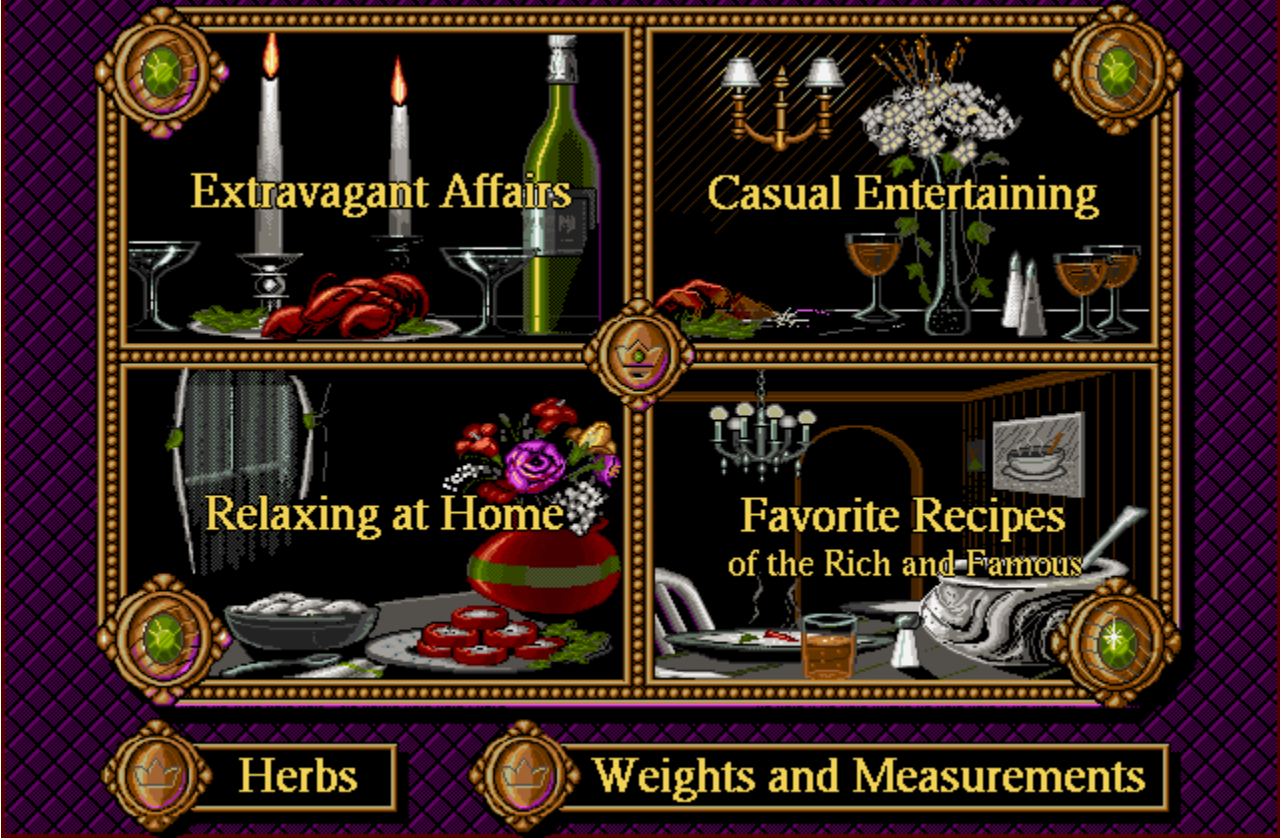 Extravagant Affairs
Casual Entertaining
Relaxing at Home
Favorite Recipes
of the Rich and Famous
Herbs
Weights and Measurements